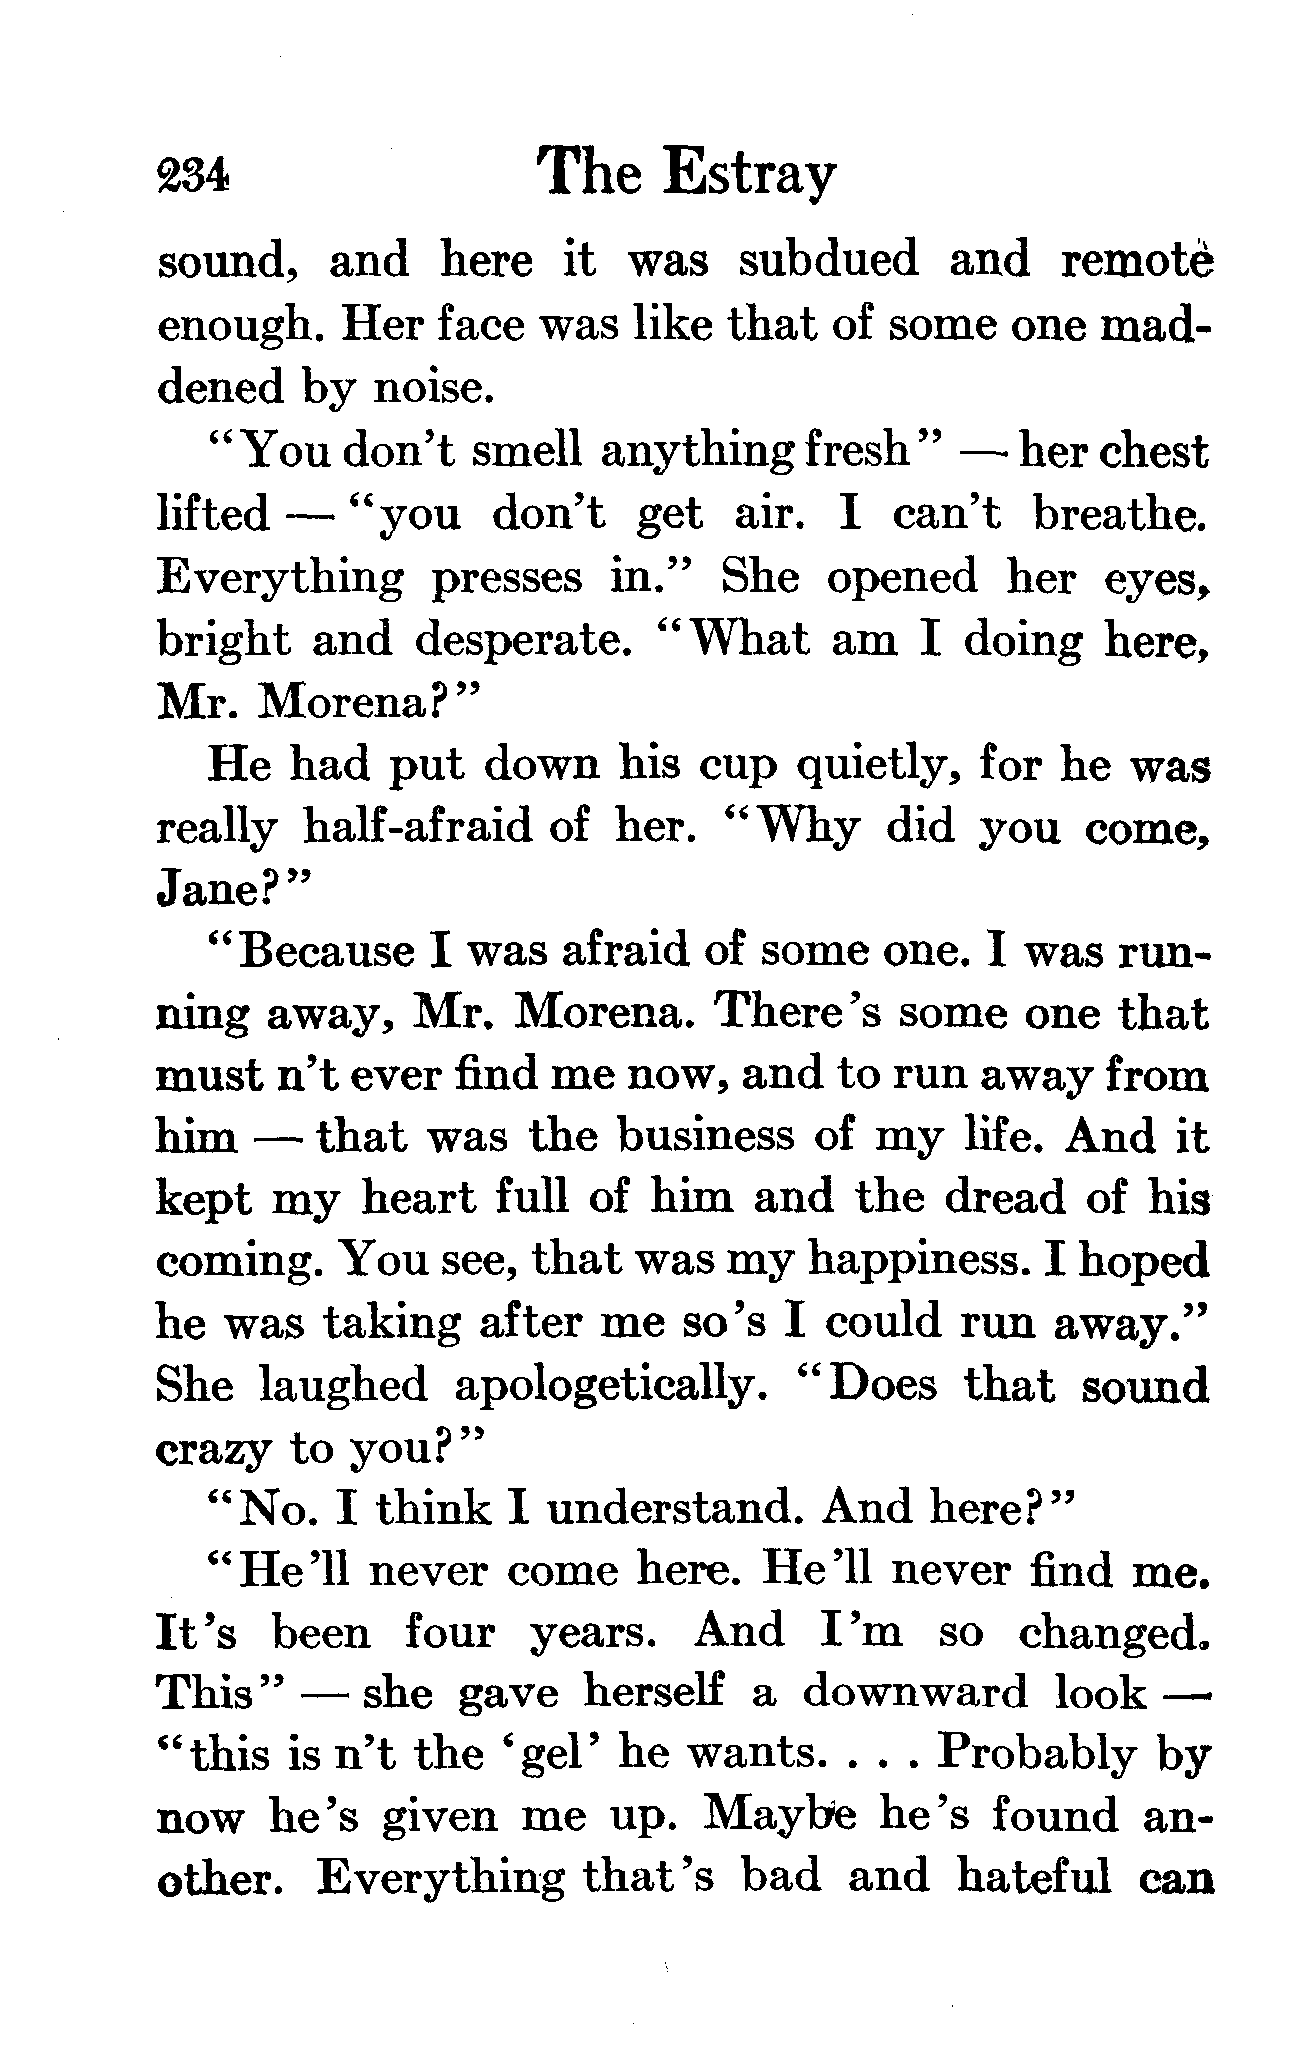 234 The Estray
sound, and here it was subdued and remote
enough. Her face was like that of some one mad-
dened by noise.
“You don’t smell anything fresh” — her chest
lifted — “you don’t get air. I can’t breathe.
Everything presses in.” She opened her eyes,
bright and desperate. “What am I doing here,
Mr. Morena?”
He had put down his cup quietly, for he was
really half-afraid of her. “Why did you come,
Jane?”
“Because I was afraid of some one. I was run-
ning away, Mr. Morena. There’s some one that
must n’t ever find me now, and to run away from
him — that was the business of my life. And it
kept my heart full of him and the dread of his
coming. You see, that was my happiness. I hoped
he was taking after me so’s I could run away.”
She laughed apologetically. “Does that sound
crazy to you?”
“No. I think I understand. And here?”
“He’ll never come here. He’ll never find me.
It’s been four years. And I’m so changed.
This” — she gave herself a downward look —
“this is n’t the ‘gel’ he wants. . . . Probably by
now he’s given me up. Maybe he’s found an-
other. Everything that’s bad and hateful can